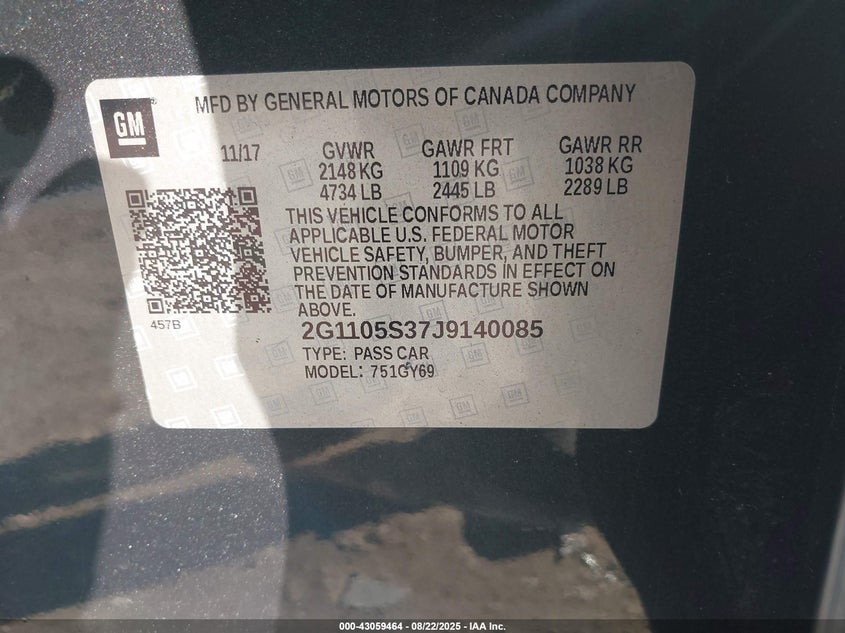 GM
MFD BY GENERAL MOTORS OF CANADA COMPANY
11/17 GVWR GAWR FRT GAWR RR
2148 KG 1109 KG 1038 KG
4734 LB 2445 LB 2289 LB
THIS VEHICLE CONFORMS TO ALL
APPLICABLE U.S. FEDERAL MOTOR
VEHICLE SAFETY, BUMPER, AND THEFT
PREVENTION STANDARDS IN EFFECT ON
THE DATE OF MANUFACTURE SHOWN
ABOVE.
457B
2G1105S37J9140085
TYPE: PASS CAR
MODEL: 751GY69
000-43059464 - 08/22/2025 - IAA Inc.